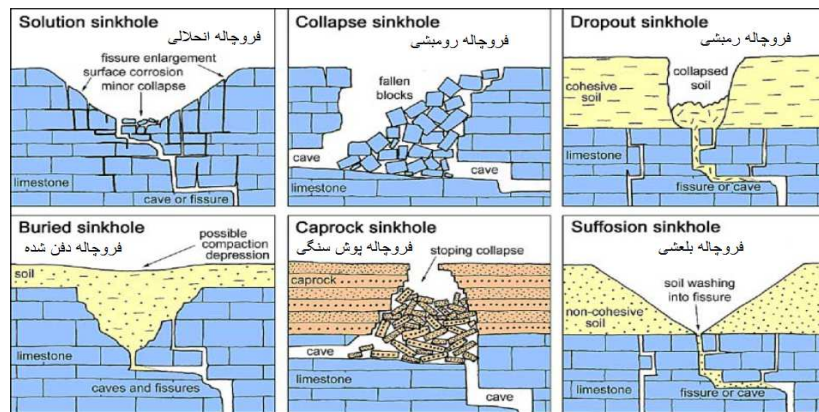 Solution sinkhole
فروچاله انحلالی
fissure enlargement
surface corrosion
minor collapse
limestone
cave or fissure
Collapse sinkhole
فروچاله رومبشی
fallen
blocks
cave
cave
limestone
Dropout sinkhole
فروچاله رمبشی
collapsed
soil
cohesive
soil
limestone
fissure or cave
Buried sinkhole
فروچاله دفن شده
possible
compaction
depression
soil
limestone
caves and fissures
Caprock sinkhole
فروچاله پوش سنگی
stoping collapse
caprock
cave
limestone
cave
Suffosion sinkhole
فروچاله بلعشی
soil washing
into fissure
non-cohesive
soil
limestone
fissure or cave